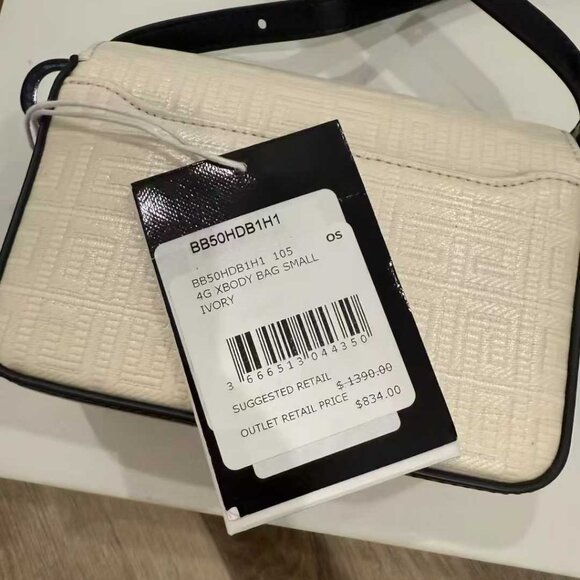 BB50HDB1H1
BB50HDB1H1 105 OS
4G XBODY BAG SMALL
IVORY
3 666513 044350
SUGGESTED RETAIL $ 1390.00
OUTLET RETAIL PRICE $834.00